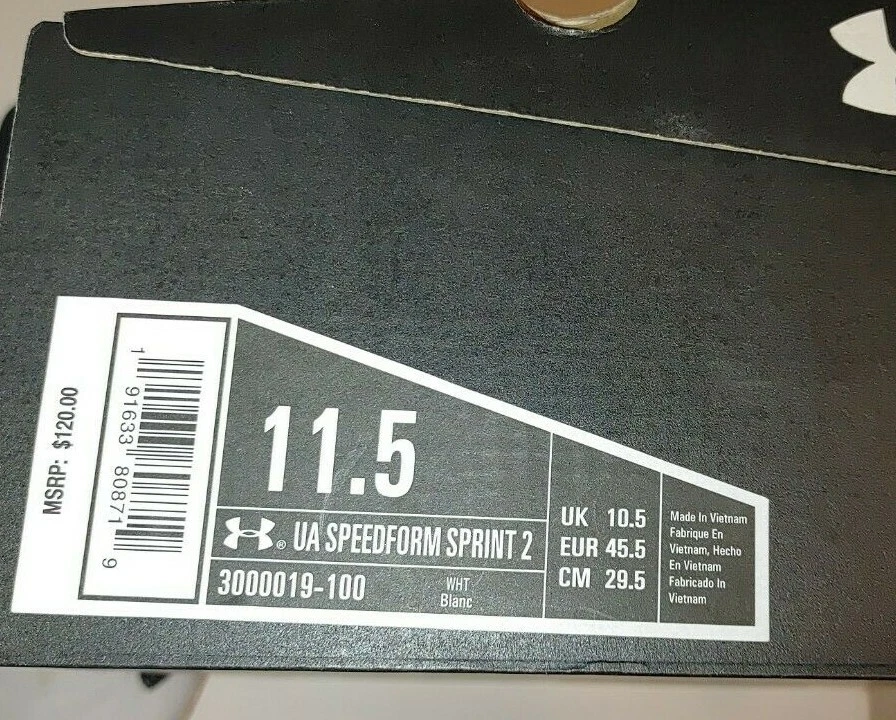 MSRP: $120.00
1 91633 80871 9
11.5
® UA SPEEDFORM SPRINT 2
3000019-100
WHT
Blanc
UK 10.5
EUR 45.5
CM 29.5
Made In Vietnam
Fabrique En
Vietnam, Hecho
En Vietnam
Fabricado In
Vietnam